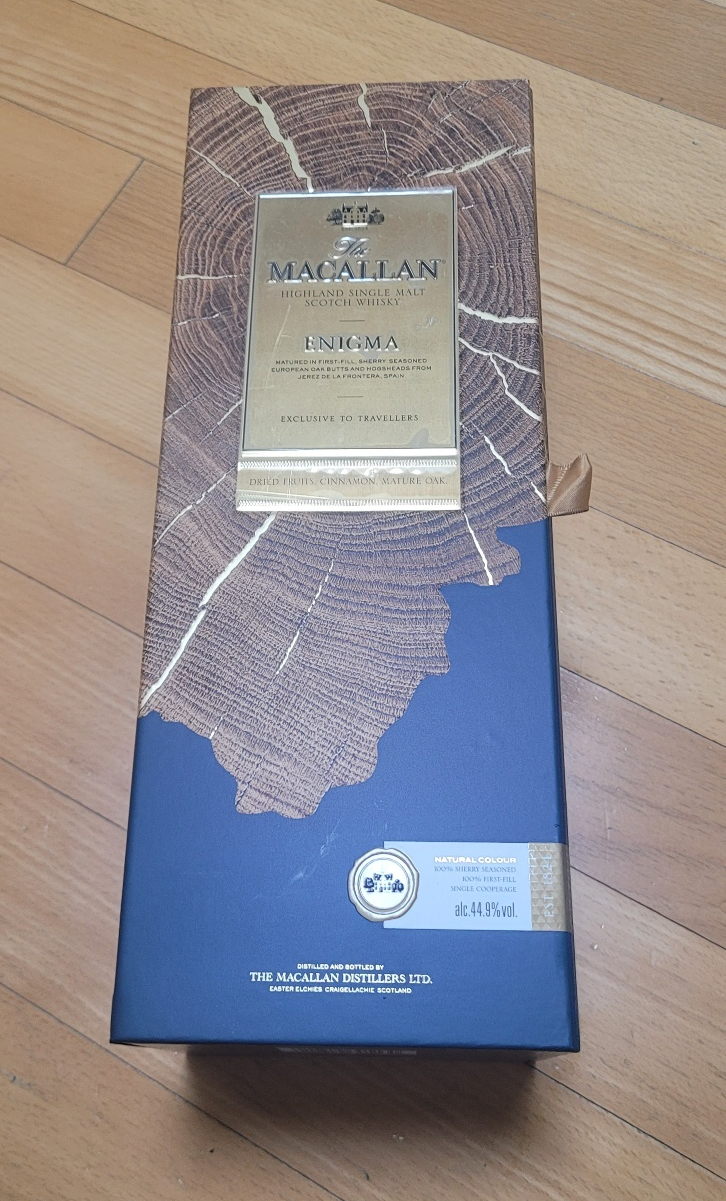 The
MACALLAN
HIGHLAND SINGLE MALT
SCOTCH WHISKY
ENIGMA
MATURED IN FIRST-FILL, SHERRY SEASONED
EUROPEAN OAK BUTTS AND HOGSHEADS FROM
JEREZ DE LA FRONTERA, SPAIN
EXCLUSIVE TO TRAVELLERS
DRIED FRUITS, CINNAMON, MATURE OAK.
NATURAL COLOUR
100% SHERRY SEASONED
100% FIRST-FILL
SINGLE COOPERAGE
alc.44.9%vol.
EST. 1824
DISTILLED AND BOTTLED BY
THE MACALLAN DISTILLERS LTD.
EASTER ELCHIES CRAIGELLACHIE SCOTLAND